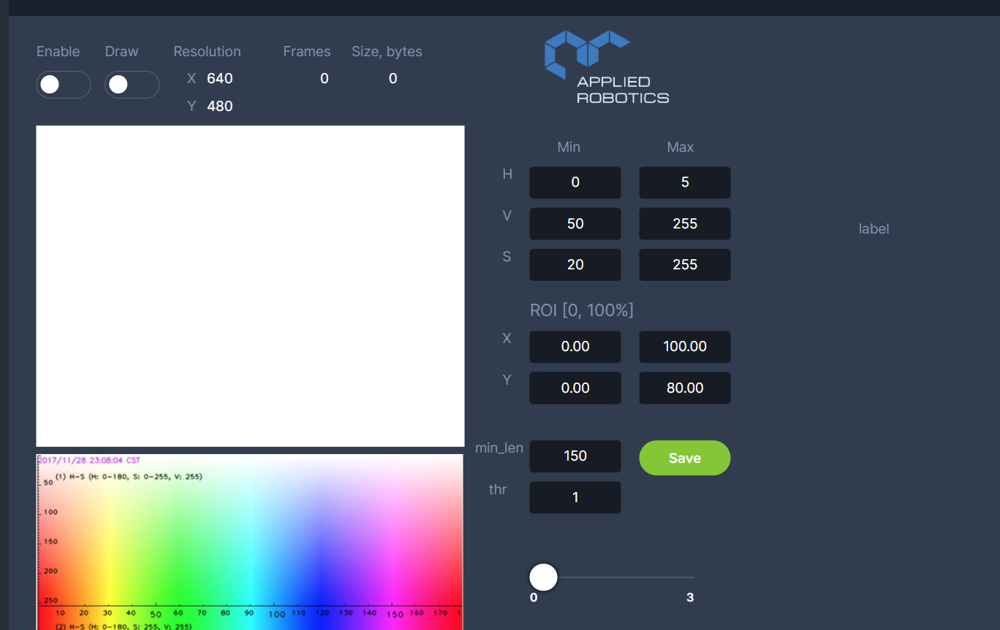 Enable Draw Resolution Frames Size, bytes
X 640 0 0
Y 480
APPLIED
ROBOTICS
Min Max
H 0 5
V 50 255
S 20 255
label
ROI [0, 100%]
X 0.00 100.00
Y 0.00 80.00
min_len 150 Save
thr 1
0 3
2017/11/28 23:08:04 CST
(1) H-S (H: 0-180, S: 0-255, V: 255)
50
100
150
200
250
10 20 30 40 50 60 70 80 90 100 110 120 130 140 150 160 170 1
(2) H-S (H: 0-180, S: 255, V: 255)